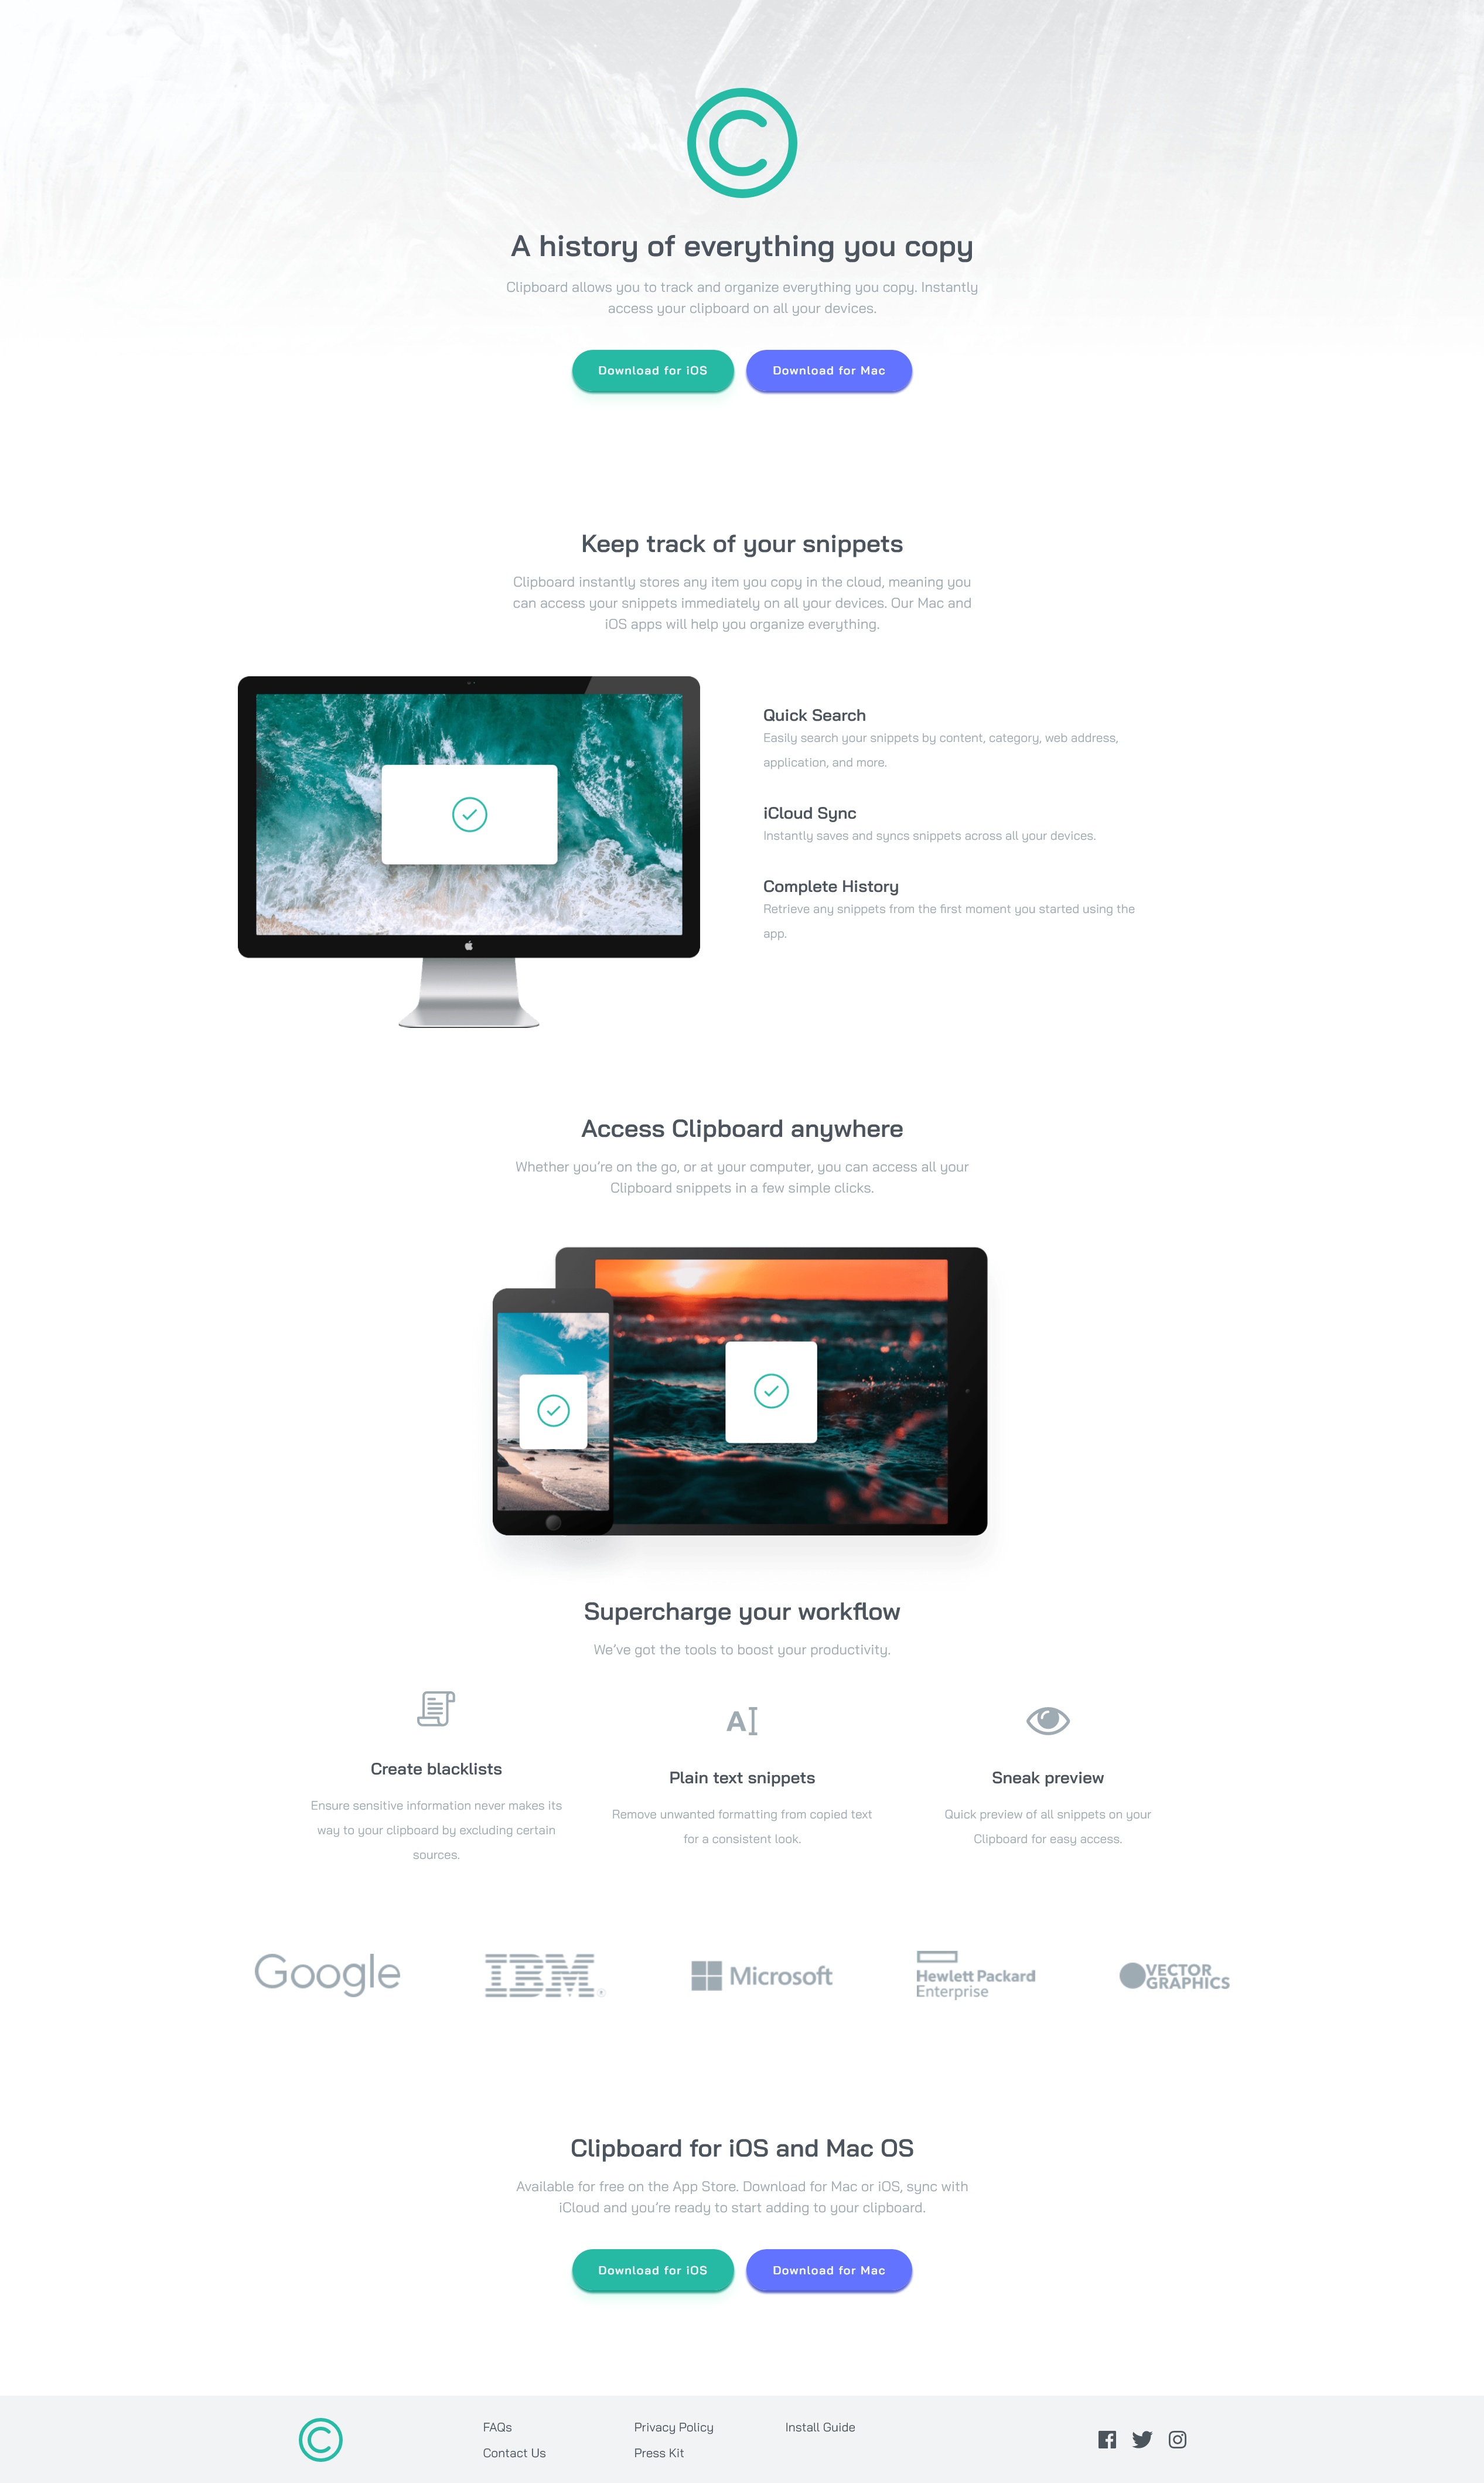 A history of everything you copy
Clipboard allows you to track and organize everything you copy. Instantly
access your clipboard on all your devices.
Download for iOS
Download for Mac
Keep track of your snippets
Clipboard instantly stores any item you copy in the cloud, meaning you
can access your snippets immediately on all your devices. Our Mac and
iOS apps will help you organize everything.
Quick Search
Easily search your snippets by content, category, web address,
application, and more.
iCloud Sync
Instantly saves and syncs snippets across all your devices.
Complete History
Retrieve any snippets from the first moment you started using the
app.
Access Clipboard anywhere
Whether you’re on the go, or at your computer, you can access all your
Clipboard snippets in a few simple clicks.
Supercharge your workflow
We’ve got the tools to boost your productivity.
Create blacklists
Ensure sensitive information never makes its
way to your clipboard by excluding certain
sources.
A
Plain text snippets
Remove unwanted formatting from copied text
for a consistent look.
Sneak preview
Quick preview of all snippets on your
Clipboard for easy access.
Google
IBM
Microsoft
Hewlett Packard
Enterprise
VECTOR
GRAPHICS
Clipboard for iOS and Mac OS
Available for free on the App Store. Download for Mac or iOS, sync with
iCloud and you’re ready to start adding to your clipboard.
Download for iOS
Download for Mac
FAQs
Contact Us
Privacy Policy
Press Kit
Install Guide